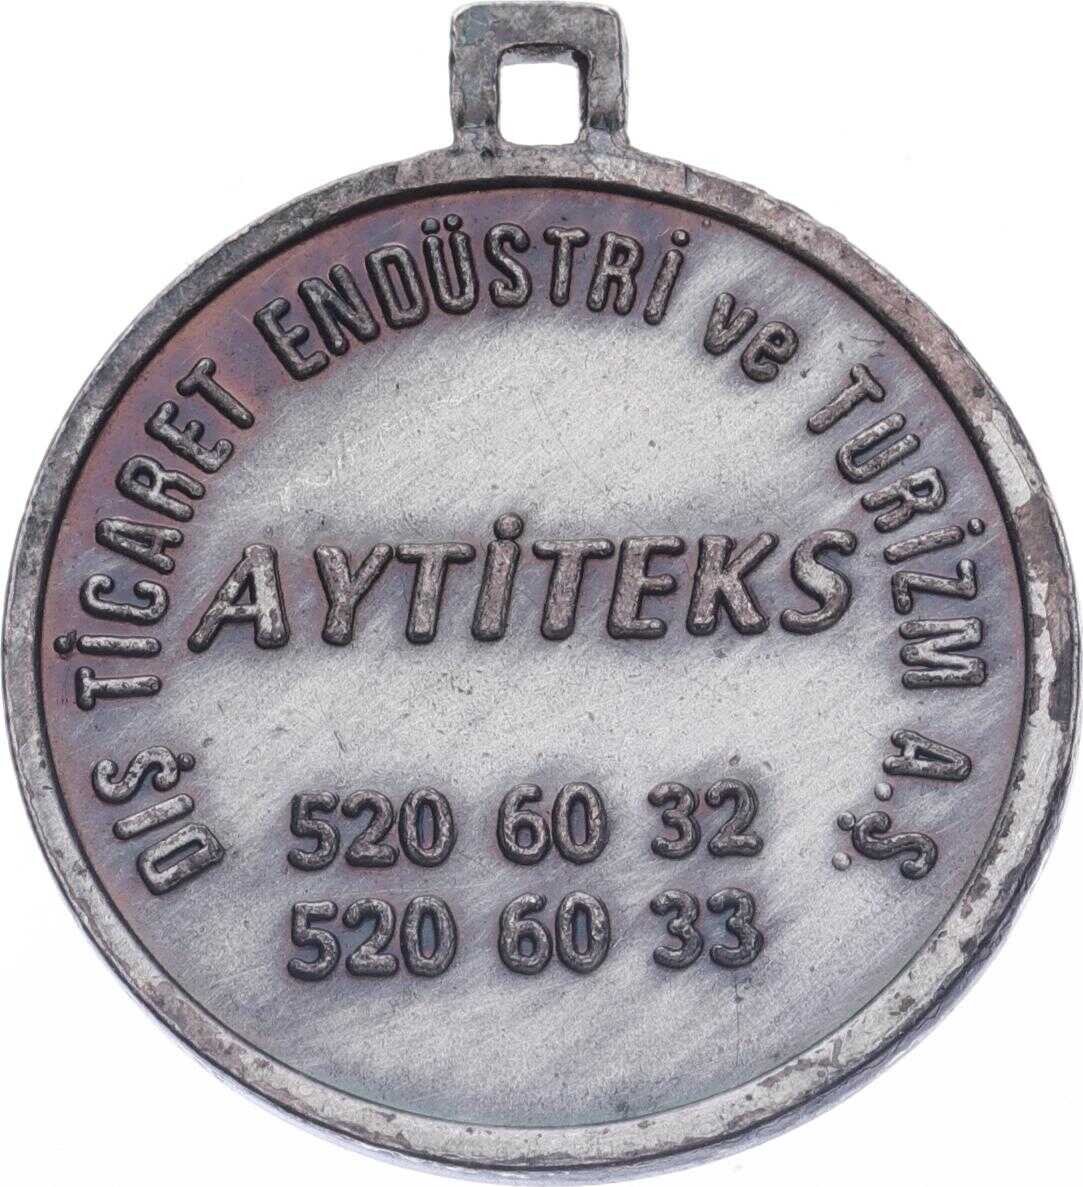 DIŞ TİCARET ENDÜSTRİ ve TURİZM A.Ş.
AYTİTEKS
520 60 32
520 60 33